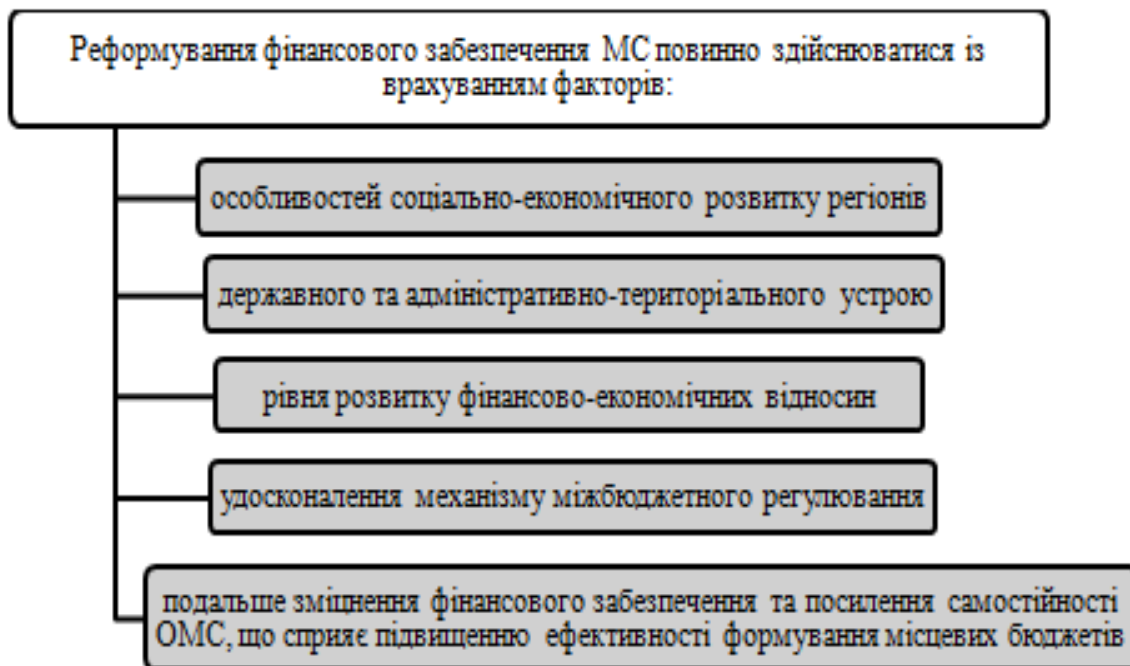 Реформування фінансового забезпечення МС повинно здійснюватися із
врахуванням факторів:
особливостей соціально-економічного розвитку регіонів
державного та адміністративно-територіального устрою
рівня розвитку фінансово-економічних відносин
удосконалення механізму міжбюджетного регулювання
подальше зміцнення фінансового забезпечення та посилення самостійності
ОМС, що сприяє підвищенню ефективності формування місцевих бюджетів